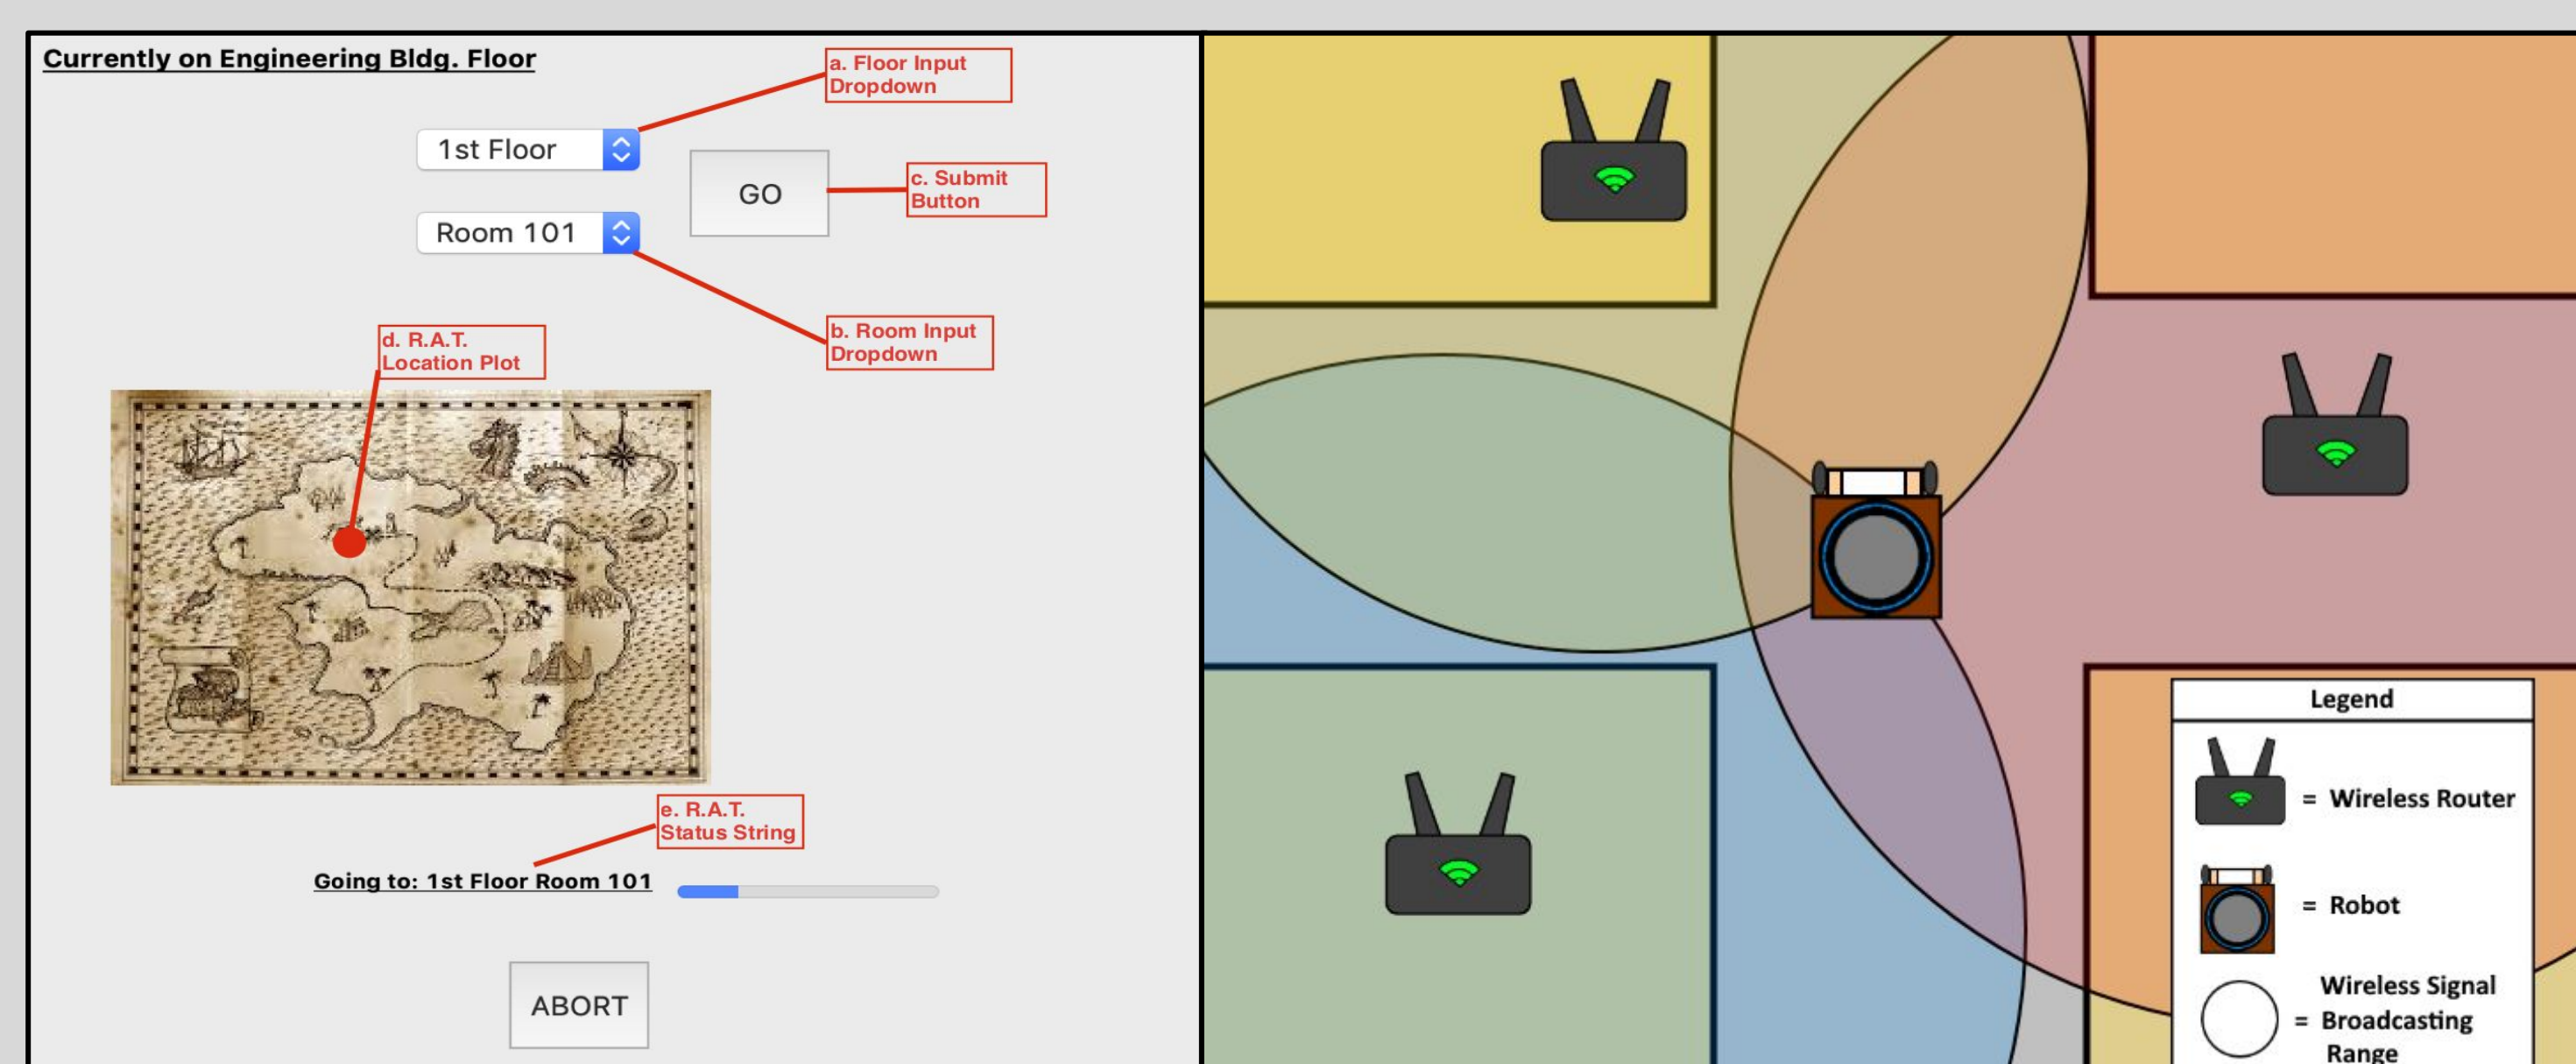 Currently on Engineering Bldg. Floor
a. Floor Input
Dropdown
1st Floor
GO
c. Submit
Button
Room 101
b. Room Input
Dropdown
d. R.A.T.
Location Plot
e. R.A.T.
Status String
Going to: 1st Floor Room 101
ABORT
Legend
= Wireless Router
= Robot
Wireless Signal
= Broadcasting
Range